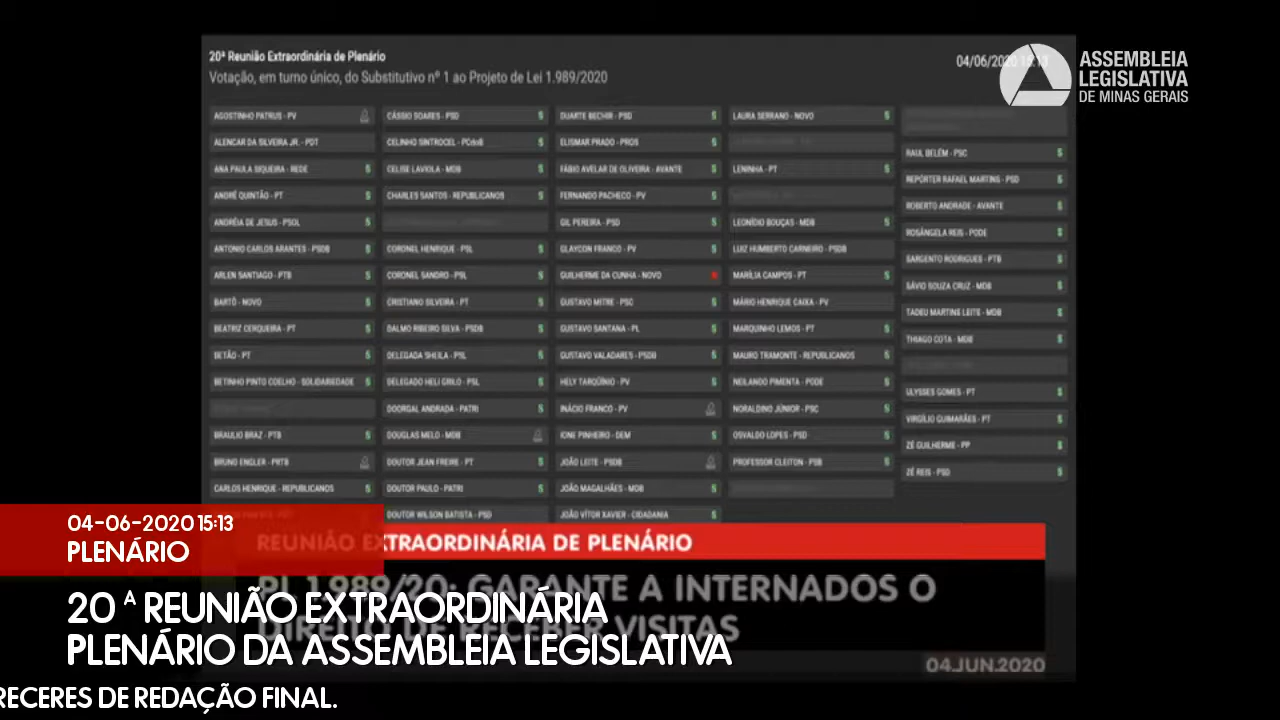 20ª Reunião Extraordinária de Plenário
Votação, em turno único, do Substitutivo nº 1 ao Projeto de Lei 1.989/2020
04/06/2020 15:13
ASSEMBLEIA
LEGISLATIVA
DE MINAS GERAIS
AGOSTINHO PATRUS - PV
ALENCAR DA SILVEIRA JR. - PDT
ANA PAULA SIQUEIRA - REDE S
ANDRÉ QUINTÃO - PT S
ANDRÉIA DE JESUS - PSOL S
ANTONIO CARLOS ARANTES - PSDB S
ARLEN SANTIAGO - PTB S
BARTÔ - NOVO S
BEATRIZ CERQUEIRA - PT S
BETÃO - PT S
BETINHO PINTO COELHO - SOLIDARIEDADE S
BRAULIO BRAZ - PTB S
BRUNO ENGLER - PRTB
CARLOS HENRIQUE - REPUBLICANOS S
CÁSSIO SOARES - PSD S
CELINHO SINTROCEL - PCdoB S
CELISE LAVIOLA - MDB S
CHARLES SANTOS - REPUBLICANOS S
CORONEL HENRIQUE - PSL S
CORONEL SANDRO - PSL S
CRISTIANO SILVEIRA - PT S
DALMO RIBEIRO SILVA - PSDB S
DELEGADA SHEILA - PSL S
DELEGADO HELI GRILO - PSL S
DOORGAL ANDRADA - PATRI S
DOUGLAS MELO - MDB
DOUTOR JEAN FREIRE - PT S
DOUTOR PAULO - PATRI S
DOUTOR WILSON BATISTA - PSD S
DUARTE BECHIR - PSD S
ELISMAR PRADO - PROS S
FÁBIO AVELAR DE OLIVEIRA - AVANTE S
FERNANDO PACHECO - PV S
GIL PEREIRA - PSD S
GLAYCON FRANCO - PV S
GUILHERME DA CUNHA - NOVO
GUSTAVO MITRE - PSC S
GUSTAVO SANTANA - PL S
GUSTAVO VALADARES - PSDB S
HELY TARQÜÍNIO - PV S
INÁCIO FRANCO - PV
IONE PINHEIRO - DEM S
JOÃO LEITE - PSDB
JOÃO MAGALHÃES - MDB S
JOÃO VÍTOR XAVIER - CIDADANIA S
LAURA SERRANO - NOVO S
LENINHA - PT S
LEONÍDIO BOUÇAS - MDB S
LUIZ HUMBERTO CARNEIRO - PSDB
MARÍLIA CAMPOS - PT S
MÁRIO HENRIQUE CAIXA - PV
MARQUINHO LEMOS - PT S
MAURO TRAMONTE - REPUBLICANOS S
NEILANDO PIMENTA - PODE S
NORALDINO JÚNIOR - PSC S
OSVALDO LOPES - PSD S
PROFESSOR CLEITON - PSB S
RAUL BELÉM - PSC S
REPÓRTER RAFAEL MARTINS - PSD S
ROBERTO ANDRADE - AVANTE S
ROSÂNGELA REIS - PODE S
SARGENTO RODRIGUES - PTB S
SÁVIO SOUZA CRUZ - MDB S
TADEU MARTINS LEITE - MDB S
THIAGO COTA - MDB S
ULYSSES GOMES - PT S
VIRGÍLIO GUIMARÃES - PT S
ZÉ GUILHERME - PP S
ZÉ REIS - PSD S
REUNIÃO EXTRAORDINÁRIA DE PLENÁRIO
PL 1.989/20: GARANTE A INTERNADOS O
DIREITO DE RECEBER VISITAS
04.JUN.2020
04-06-2020 15:13
PLENÁRIO
20 ª REUNIÃO EXTRAORDINÁRIA
PLENÁRIO DA ASSEMBLEIA LEGISLATIVA
RECERES DE REDAÇÃO FINAL.